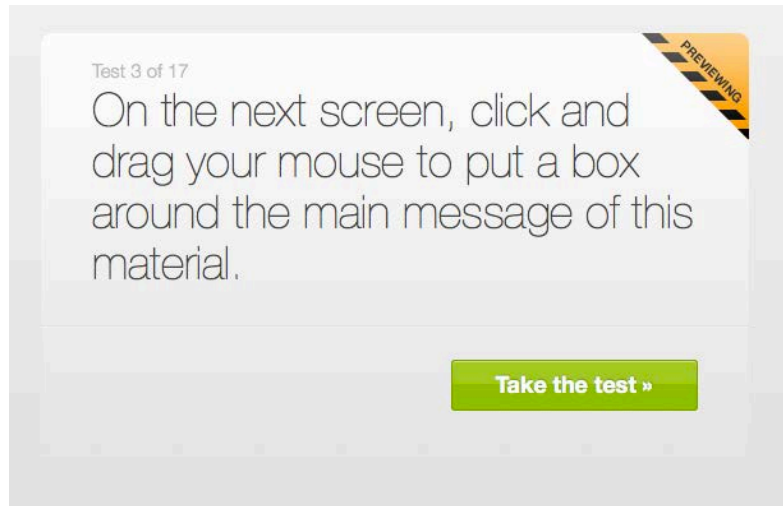 Test 3 of 17
PREVIEWING
On the next screen, click and
drag your mouse to put a box
around the main message of this
material.
Take the test »